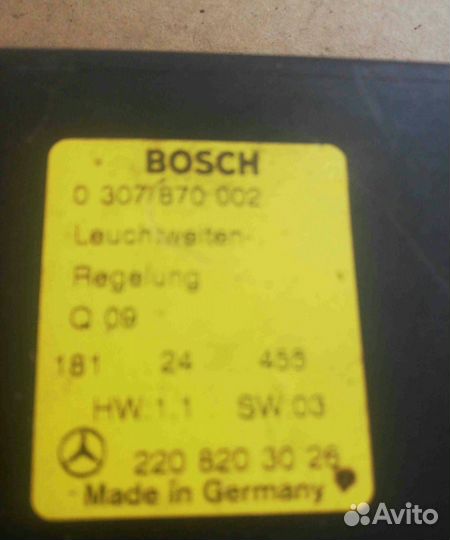 BOSCH
0 307 870 002
Leuchtweiten-
Regelung
Q 09
181 24 455
HW:1.1 SW:03
220 820 30 26
Made in Germany
Avito